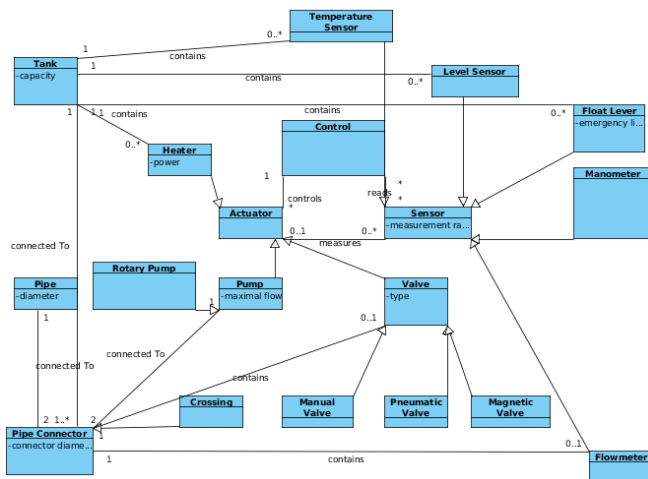 Temperature
Sensor
1
0..*
contains
Tank
-capacity
1
Level Sensor
0..*
contains
1
1
1
contains
contains
0..*
Float Lever
-emergency li...
Control
0..*
Heater
-power
Manometer
1
controls
*
reads
*
*
Actuator
Sensor
-measurement ra...
0..1
0..*
measures
connected To
Rotary Pump
Pipe
-diameter
1
Pump
-maximal flow
Valve
-type
1
0..1
connected To
connected To
contains
Crossing
Manual
Valve
Pneumatic
Valve
Magnetic
Valve
2
1..*
2
1
Pipe Connector
-connector diame...
0..1
1
contains
Flowmeter